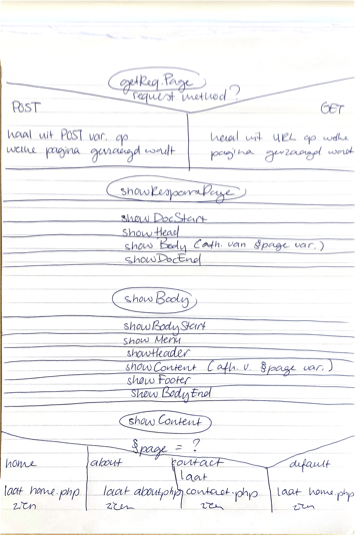 getReq.Page
request method?
POST
GET
haal uit POST var. op
welke pagina gevraagd wordt
haal uit URL op welke
pagina gevraagd wordt
showResponsPage
showDocStart
showHead
showBody (afh. van $page var.)
showDocEnd
showBody
showBodyStart
showMenu
showHeader
showContent (afh. v. $page var.)
showFooter
showBodyEnd
showContent
$page = ?
home
about
contact
default
laat home.php
zien
laat about.php
zien
laat
contact.php
zien
laat home.php
zien